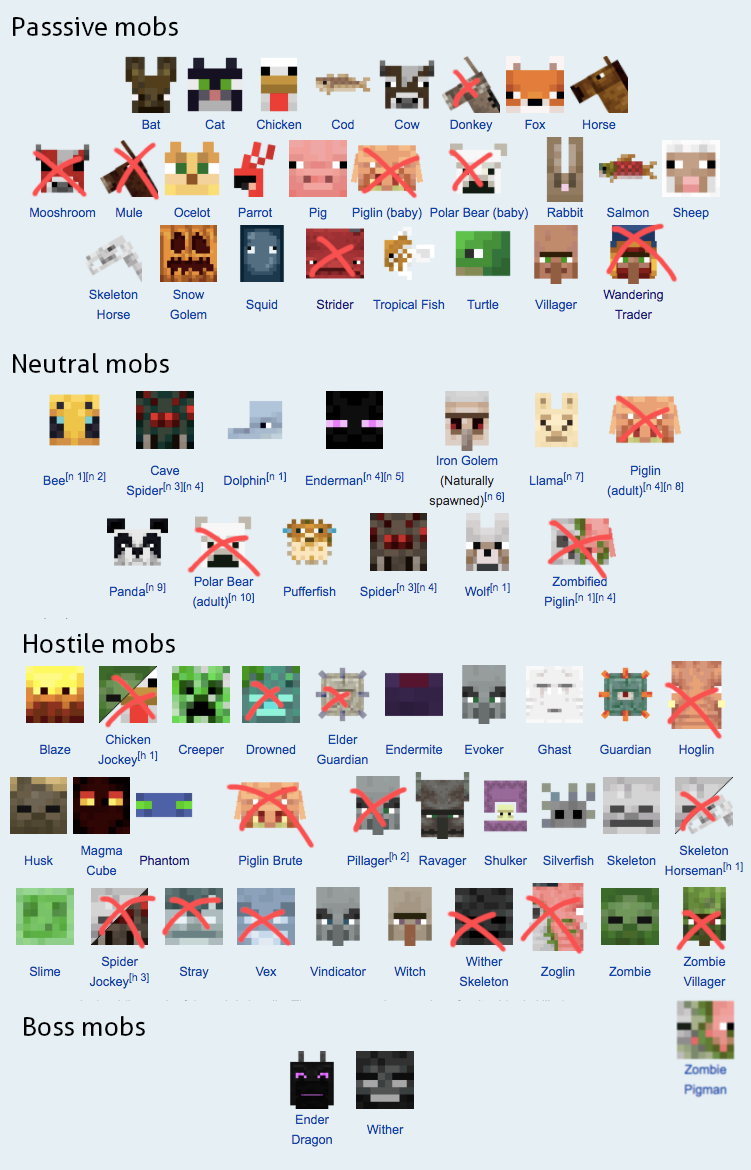 Passsive mobs
Bat Cat Chicken Cod Cow Donkey Fox Horse
Mooshroom Mule Ocelot Parrot Pig Piglin (baby) Polar Bear (baby) Rabbit Salmon Sheep
Skeleton Horse Snow Golem Squid Strider Tropical Fish Turtle Villager Wandering Trader
Neutral mobs
Bee[n 1][n 2] Cave Spider[n 3][n 4] Dolphin[n 1] Enderman[n 4][n 5] Iron Golem (Naturally spawned)[n 6] Llama[n 7] Piglin (adult)[n 4][n 8]
Panda[n 9] Polar Bear (adult)[n 10] Pufferfish Spider[n 3][n 4] Wolf[n 1] Zombified Piglin[n 1][n 4]
Hostile mobs
Blaze Chicken Jockey[h 1] Creeper Drowned Elder Guardian Endermite Evoker Ghast Guardian Hoglin
Husk Magma Cube Phantom Piglin Brute Pillager[h 2] Ravager Shulker Silverfish Skeleton Skeleton Horseman[h 1]
Slime Spider Jockey[h 3] Stray Vex Vindicator Witch Wither Skeleton Zoglin Zombie Zombie Villager
Boss mobs
Zombie Pigman
Ender Dragon Wither